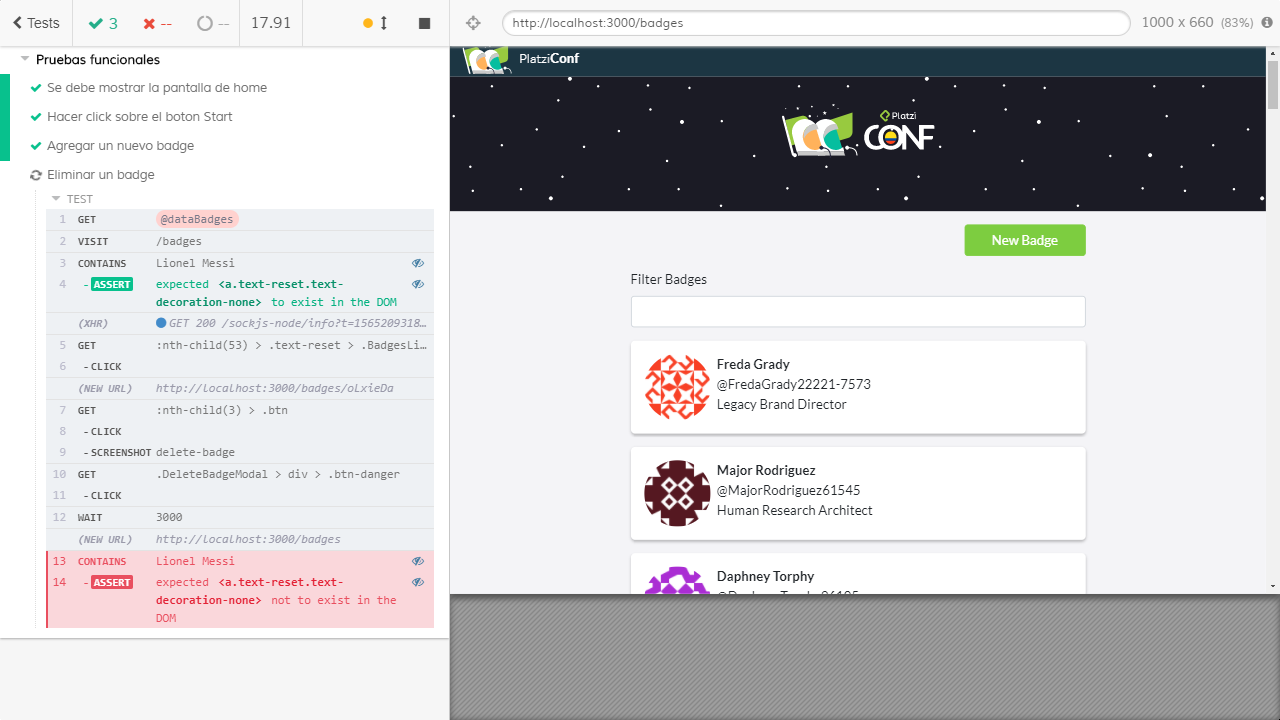 Tests
3
--
--
17.91
http://localhost:3000/badges
1000 x 660 (83%)
Pruebas funcionales
Se debe mostrar la pantalla de home
Hacer click sobre el boton Start
Agregar un nuevo badge
Eliminar un badge
TEST
1 GET @dataBadges
2 VISIT /badges
3 CONTAINS Lionel Messi
4 -ASSERT expected <a.text-reset.text-
decoration-none> to exist in the DOM
(XHR) GET 200 /sockjs-node/info?t=1565209318…
5 GET :nth-child(53) > .text-reset > .BadgesLi…
6 -CLICK
(NEW URL) http://localhost:3000/badges/oLxieDa
7 GET :nth-child(3) > .btn
8 -CLICK
9 -SCREENSHOT delete-badge
10 GET .DeleteBadgeModal > div > .btn-danger
11 -CLICK
12 WAIT 3000
(NEW URL) http://localhost:3000/badges
13 CONTAINS Lionel Messi
14 -ASSERT expected <a.text-reset.text-
decoration-none> not to exist in the
DOM
PlatziConf
Platzi
CONF
New Badge
Filter Badges
Freda Grady
@FredaGrady22221-7573
Legacy Brand Director
Major Rodriguez
@MajorRodriguez61545
Human Research Architect
Daphney Torphy